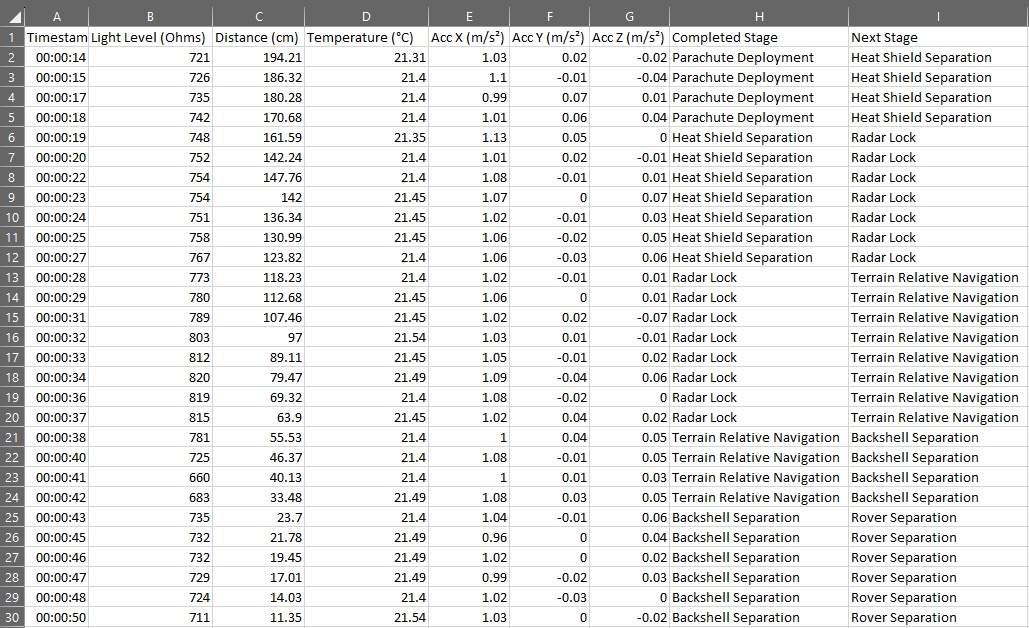 A B C D E F G H I
1 Timestam Light Level (Ohms) Distance (cm) Temperature (°C) Acc X (m/s²) Acc Y (m/s²) Acc Z (m/s²) Completed Stage Next Stage
2 00:00:14 721 194.21 21.31 1.03 0.02 -0.02 Parachute Deployment Heat Shield Separation
3 00:00:15 726 186.32 21.4 1.1 -0.01 -0.04 Parachute Deployment Heat Shield Separation
4 00:00:17 735 180.28 21.4 0.99 0.07 0.01 Parachute Deployment Heat Shield Separation
5 00:00:18 742 170.68 21.4 1.01 0.06 0.04 Parachute Deployment Heat Shield Separation
6 00:00:19 748 161.59 21.35 1.13 0.05 0 Heat Shield Separation Radar Lock
7 00:00:20 752 142.24 21.4 1.01 0.02 -0.01 Heat Shield Separation Radar Lock
8 00:00:22 754 147.76 21.4 1.08 -0.01 0.01 Heat Shield Separation Radar Lock
9 00:00:23 754 142 21.45 1.07 0 0.07 Heat Shield Separation Radar Lock
10 00:00:24 751 136.34 21.45 1.02 -0.01 0.03 Heat Shield Separation Radar Lock
11 00:00:25 758 130.99 21.45 1.06 -0.02 0.05 Heat Shield Separation Radar Lock
12 00:00:27 767 123.82 21.4 1.06 -0.03 0.06 Heat Shield Separation Radar Lock
13 00:00:28 773 118.23 21.4 1.02 -0.01 0.01 Radar Lock Terrain Relative Navigation
14 00:00:29 780 112.68 21.45 1.06 0 0.01 Radar Lock Terrain Relative Navigation
15 00:00:31 789 107.46 21.45 1.02 0.02 -0.07 Radar Lock Terrain Relative Navigation
16 00:00:32 803 97 21.54 1.03 0.01 -0.01 Radar Lock Terrain Relative Navigation
17 00:00:33 812 89.11 21.45 1.05 -0.01 0.02 Radar Lock Terrain Relative Navigation
18 00:00:34 820 79.47 21.49 1.09 -0.04 0.06 Radar Lock Terrain Relative Navigation
19 00:00:36 819 69.32 21.4 1.08 -0.02 0 Radar Lock Terrain Relative Navigation
20 00:00:37 815 63.9 21.45 1.02 0.04 0.02 Radar Lock Terrain Relative Navigation
21 00:00:38 781 55.53 21.4 1 0.04 0.05 Terrain Relative Navigation Backshell Separation
22 00:00:40 725 46.37 21.4 1.08 -0.01 0.05 Terrain Relative Navigation Backshell Separation
23 00:00:41 660 40.13 21.4 1 0.01 0.03 Terrain Relative Navigation Backshell Separation
24 00:00:42 683 33.48 21.49 1.08 0.03 0.05 Terrain Relative Navigation Backshell Separation
25 00:00:43 735 23.7 21.4 1.04 -0.01 0.06 Backshell Separation Rover Separation
26 00:00:45 732 21.78 21.49 0.96 0 0.04 Backshell Separation Rover Separation
27 00:00:46 732 19.45 21.49 1.02 0 0.02 Backshell Separation Rover Separation
28 00:00:47 729 17.01 21.49 0.99 -0.02 0.03 Backshell Separation Rover Separation
29 00:00:48 724 14.03 21.4 1.02 -0.03 0 Backshell Separation Rover Separation
30 00:00:50 711 11.35 21.54 1.03 0 -0.02 Backshell Separation Rover Separation